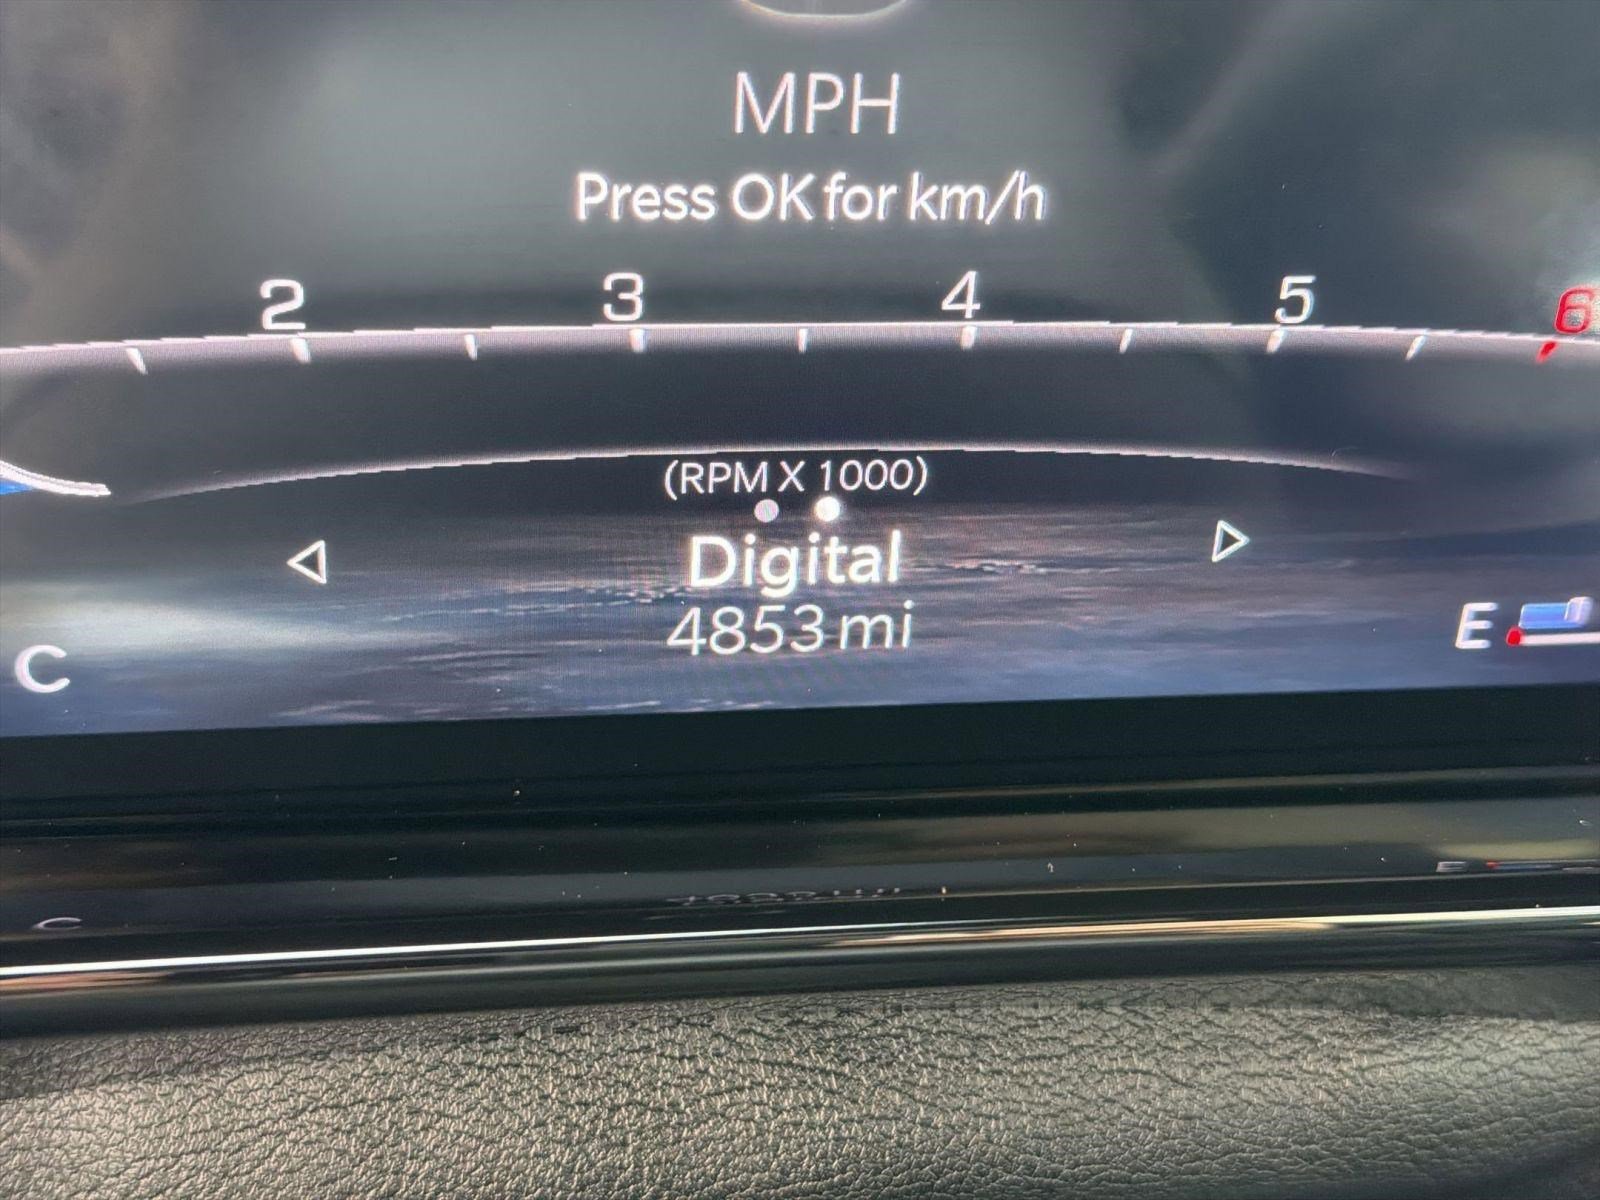 MPH
Press OK for km/h
2 3 4 5 6
(RPM X 1000)
Digital
4853 mi
C E